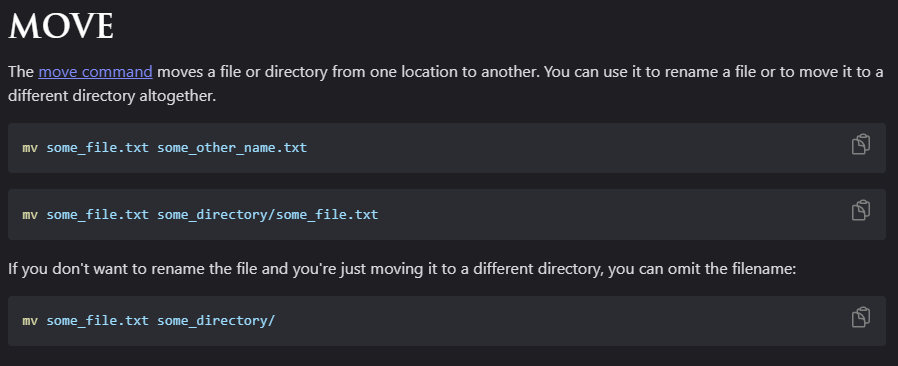 MOVE
The move command moves a file or directory from one location to another. You can use it to rename a file or to move it to a
different directory altogether.
mv some_file.txt some_other_name.txt
mv some_file.txt some_directory/some_file.txt
If you don't want to rename the file and you're just moving it to a different directory, you can omit the filename:
mv some_file.txt some_directory/